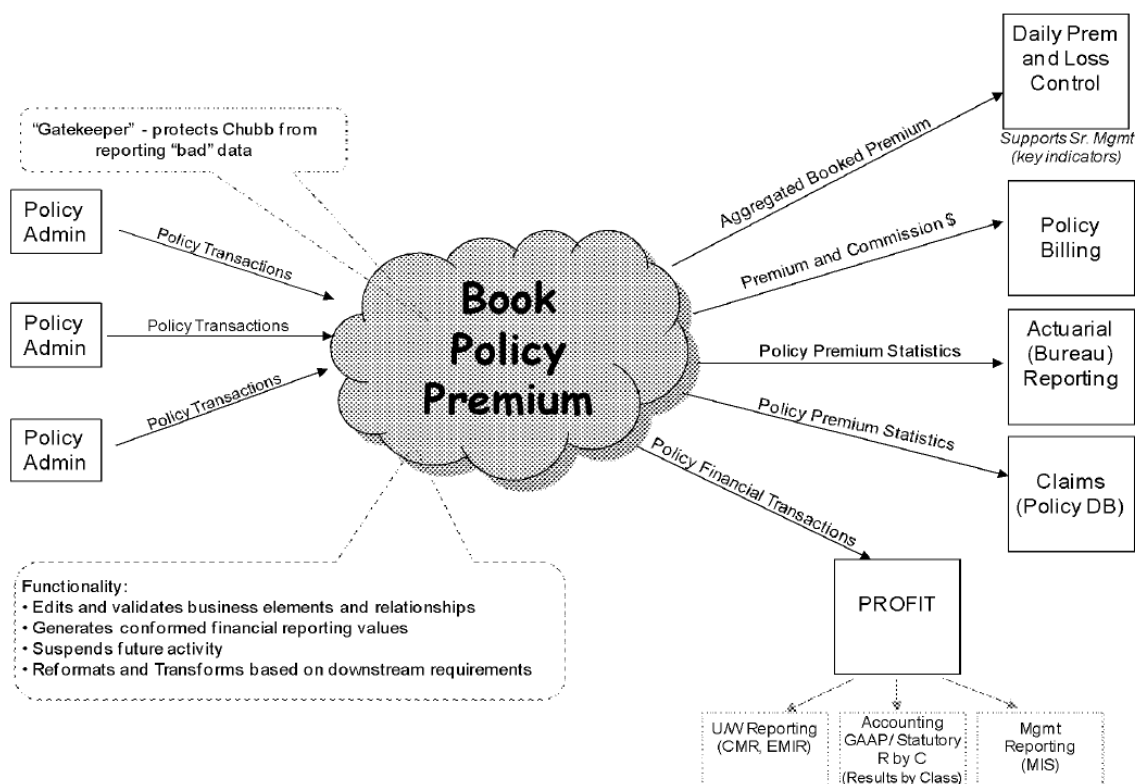 Daily Prem
and Loss
Control
Supports Sr. Mgmt
(key indicators)
“Gatekeeper” - protects Chubb from
reporting “bad” data
Aggregated Booked Premium
Policy
Admin
Policy Transactions
Premium and Commission $
Policy
Billing
Policy
Admin
Policy Transactions
Book
Policy
Premium
Policy Premium Statistics
Actuarial
(Bureau)
Reporting
Policy
Admin
Policy Transactions
Policy Premium Statistics
Claims
(Policy DB)
Policy Financial Transactions
Functionality:
• Edits and validates business elements and relationships
• Generates conformed financial reporting values
• Suspends future activity
• Reformats and Transforms based on downstream requirements
PROFIT
U/W Reporting
(CMR, EMIR)
Accounting
GAAP/ Statutory
R by C
(Results by Class)
Mgmt
Reporting
(MIS)